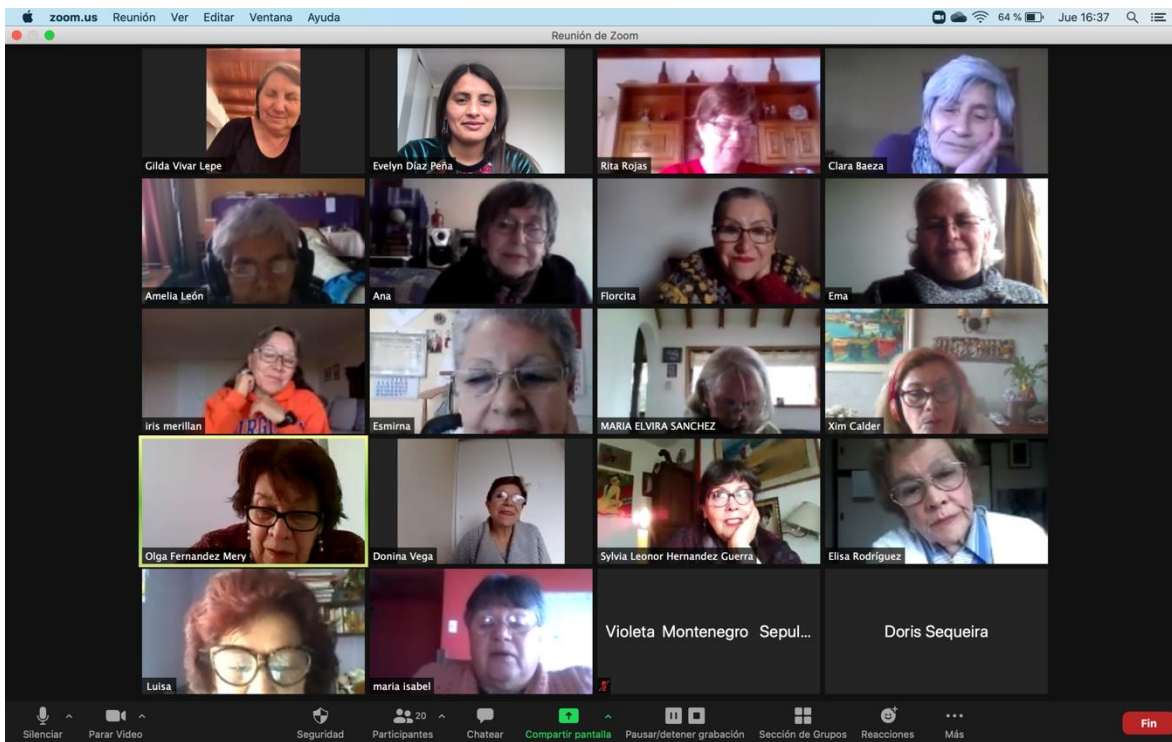 zoom.us Reunión Ver Editar Ventana Ayuda 64 % Jue 16:37
Reunión de Zoom
Gilda Vivar Lepe
Evelyn Díaz Peña
Rita Rojas
Clara Baeza
Amelia León
Ana
Florcita
Ema
iris merillan
Esmirna
MARIA ELVIRA SANCHEZ
Xim Calder
Olga Fernandez Mery
Donina Vega
Sylvia Leonor Hernandez Guerra
Elisa Rodríguez
Luisa
maria isabel
Violeta Montenegro Sepul...
Doris Sequeira
Silenciar
Parar Video
Seguridad
20
Participantes
Chatear
Compartir pantalla
Pausar/detener grabación
Sección de Grupos
Reacciones
Más
Fin